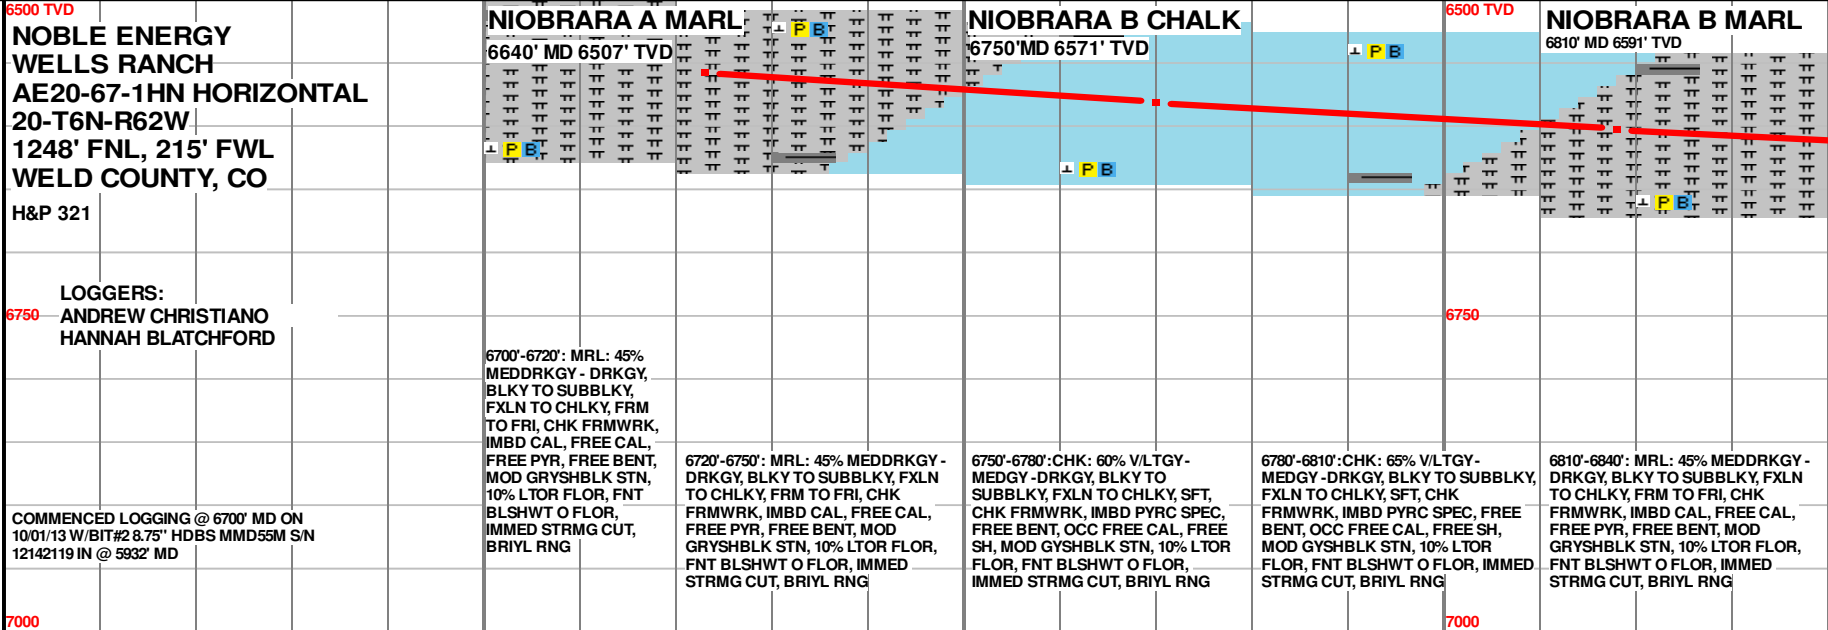 6500 TVD
NOBLE ENERGY
WELLS RANCH
AE20-67-1HN HORIZONTAL
20-T6N-R62W
1248' FNL, 215' FWL
WELD COUNTY, CO
H&P 321
LOGGERS:
6750 ANDREW CHRISTIANO
HANNAH BLATCHFORD
COMMENCED LOGGING @ 6700' MD ON
10/01/13 W/BIT#2 8.75" HDBS MMD55M S/N
12142119 IN @ 5932' MD
7000
NIOBRARA A MARL
6640' MD 6507' TVD
P B
P B
6700'-6720': MRL: 45%
MEDDRKGY - DRKGY,
BLKY TO SUBBLKY,
FXLN TO CHLKY, FRM
TO FRI, CHK FRMWRK,
IMBD CAL, FREE CAL,
FREE PYR, FREE BENT,
MOD GRYSHBLK STN,
10% LTOR FLOR, FNT
BLSHWT O FLOR,
IMMED STRMG CUT,
BRIYL RNG
6720'-6750': MRL: 45% MEDDRKGY -
DRKGY, BLKY TO SUBBLKY, FXLN
TO CHLKY, FRM TO FRI, CHK
FRMWRK, IMBD CAL, FREE CAL,
FREE PYR, FREE BENT, MOD
GRYSHBLK STN, 10% LTOR FLOR,
FNT BLSHWT O FLOR, IMMED
STRMG CUT, BRIYL RNG
NIOBRARA B CHALK
6750'MD 6571' TVD
P B
P B
6750'-6780':CHK: 60% V/LTGY-
MEDGY -DRKGY, BLKY TO
SUBBLKY, FXLN TO CHLKY, SFT,
CHK FRMWRK, IMBD PYRC SPEC,
FREE BENT, OCC FREE CAL, FREE
SH, MOD GYSHBLK STN, 10% LTOR
FLOR, FNT BLSHWT O FLOR,
IMMED STRMG CUT, BRIYL RNG
6780'-6810':CHK: 65% V/LTGY-
MEDGY -DRKGY, BLKY TO SUBBLKY,
FXLN TO CHLKY, SFT, CHK
FRMWRK, IMBD PYRC SPEC, FREE
BENT, OCC FREE CAL, FREE SH,
MOD GYSHBLK STN, 10% LTOR
FLOR, FNT BLSHWT O FLOR, IMMED
STRMG CUT, BRIYL RNG
6500 TVD
6750
7000
NIOBRARA B MARL
6810' MD 6591' TVD
P B
6810'-6840': MRL: 45% MEDDRKGY -
DRKGY, BLKY TO SUBBLKY, FXLN
TO CHLKY, FRM TO FRI, CHK
FRMWRK, IMBD CAL, FREE CAL,
FREE PYR, FREE BENT, MOD
GRYSHBLK STN, 10% LTOR FLOR,
FNT BLSHWT O FLOR, IMMED
STRMG CUT, BRIYL RNG